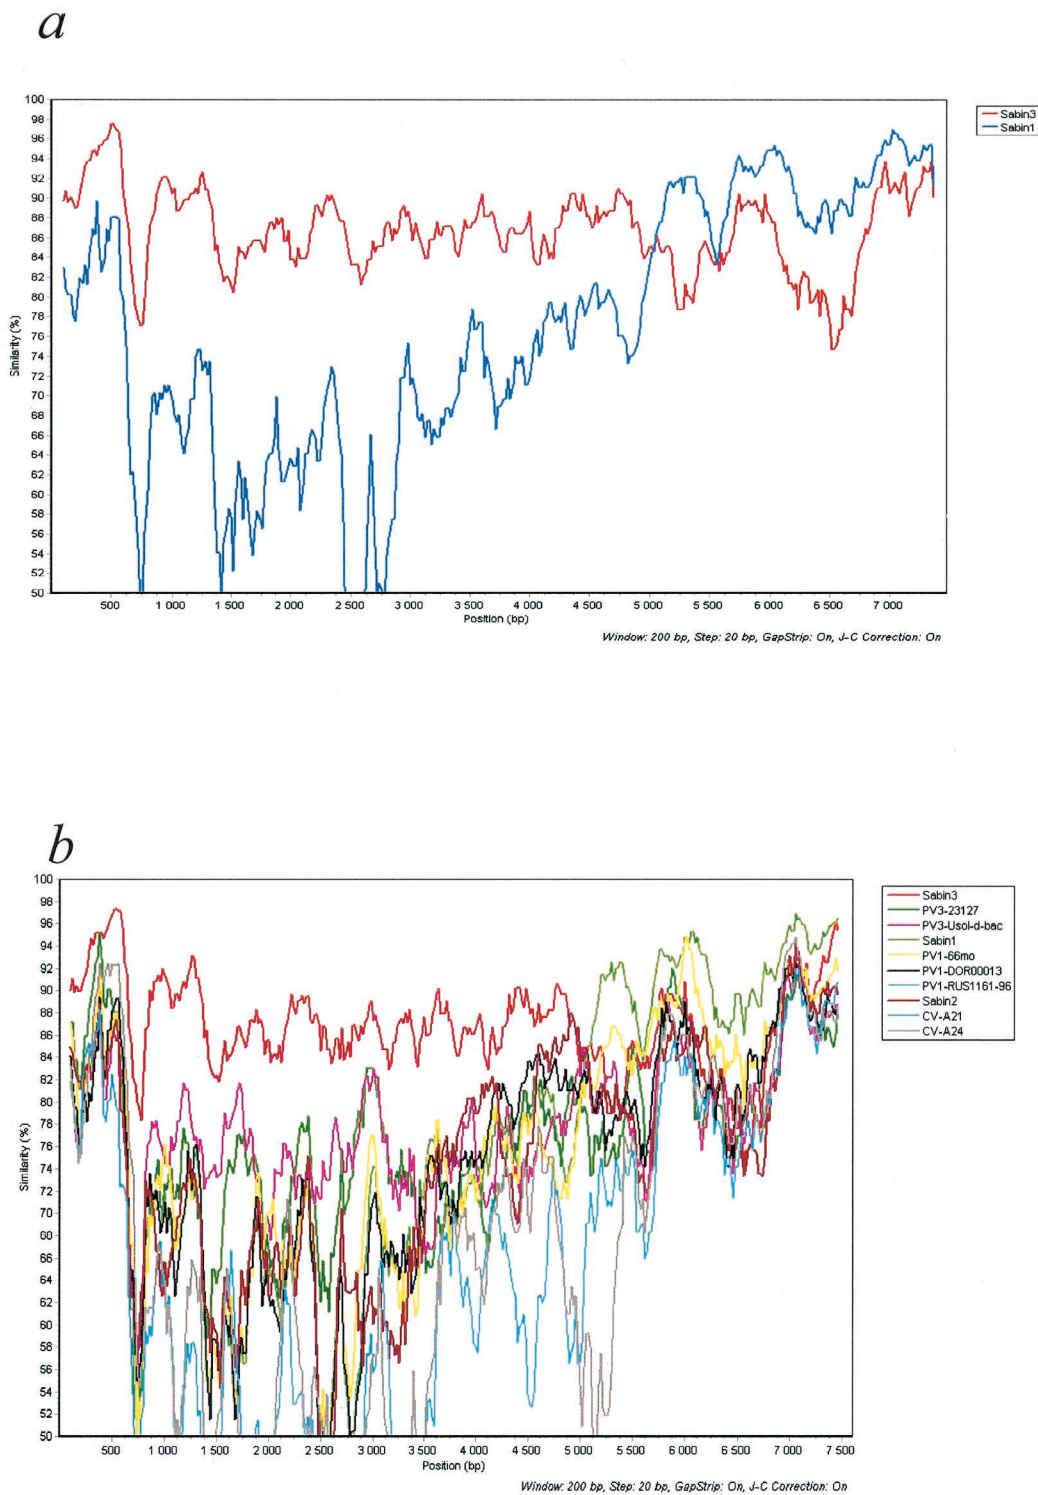 a
100
98
96
94
92
90
88
86
84
82
80
78
76
74
72
70
68
66
64
62
60
58
56
54
52
50
Similarity (%)
500 1 000 1 500 2 000 2 500 3 000 3 500 4 000 4 500 5 000 5 500 6 000 6 500 7 000
Position (bp)
Window: 200 bp, Step: 20 bp, GapStrip: On, J-C Correction: On
Sabin3
Sabin1
b
100
98
96
94
92
90
88
86
84
82
80
78
76
74
72
70
68
66
64
62
60
58
56
54
52
50
Similarity (%)
500 1 000 1 500 2 000 2 500 3 000 3 500 4 000 4 500 5 000 5 500 6 000 6 500 7 000 7 500
Position (bp)
Window: 200 bp, Step: 20 bp, GapStrip: On, J-C Correction: On
Sabin3
PV3-23127
PV3-Usol-d-bac
Sabin1
PV1-66mo
PV1-DOR00013
PV1-RUS1161-96
Sabin2
CV-A21
CV-A24